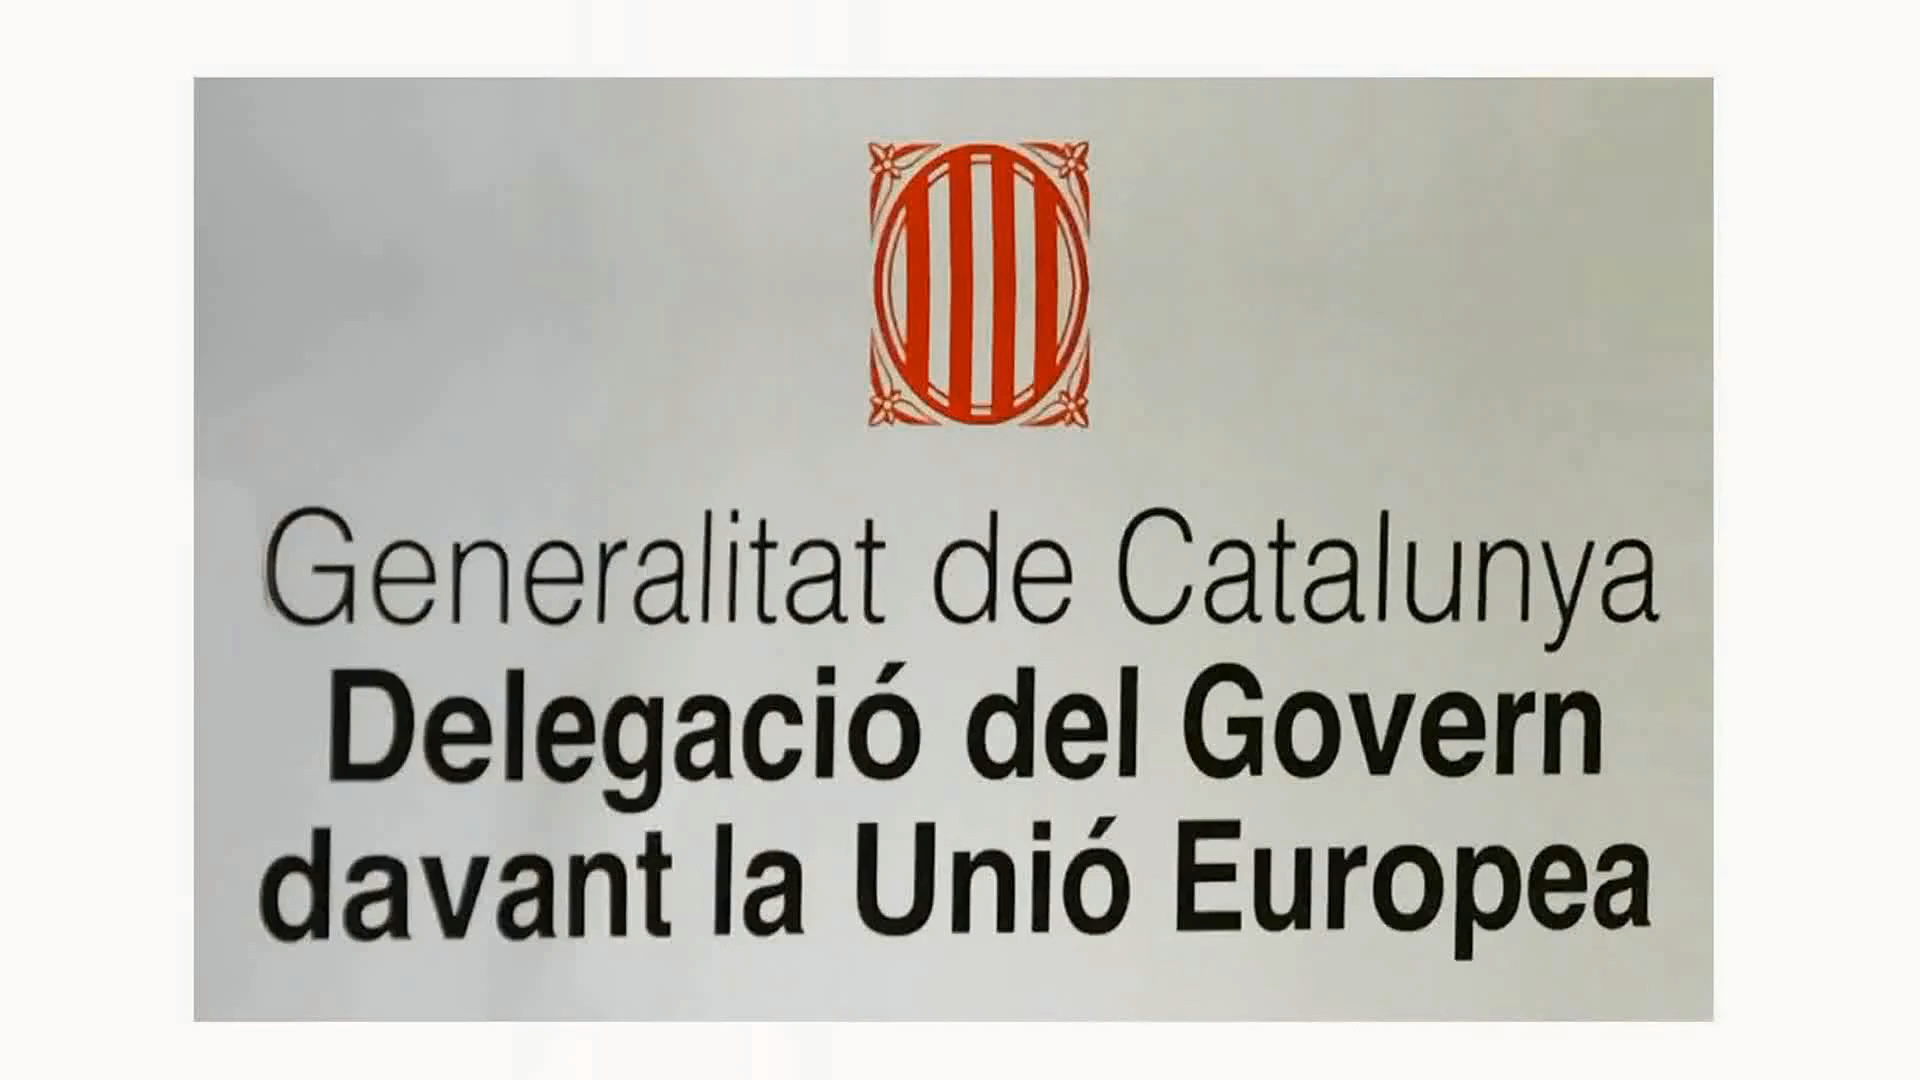 Generalitat de Catalunya
Delegació del Govern
davant la Unió Europea